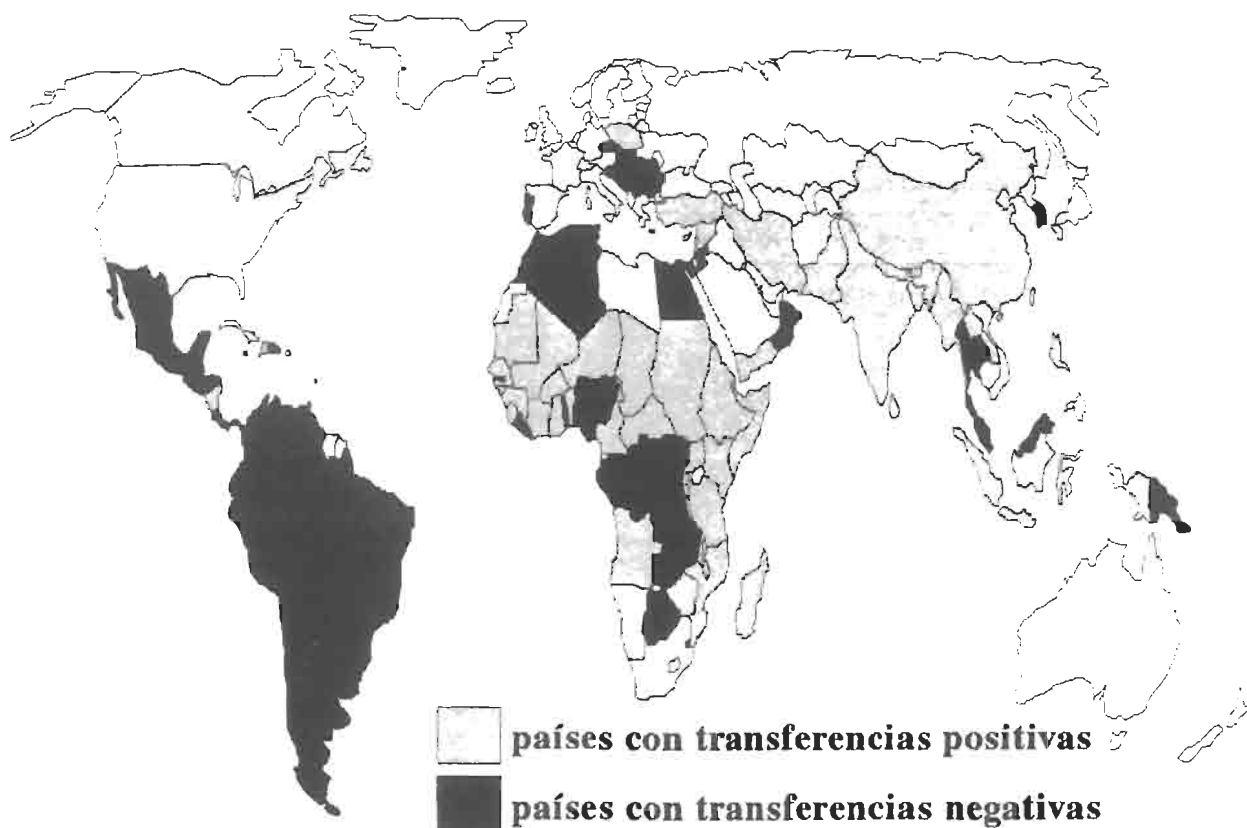 países con transferencias positivas
países con transferencias negativas